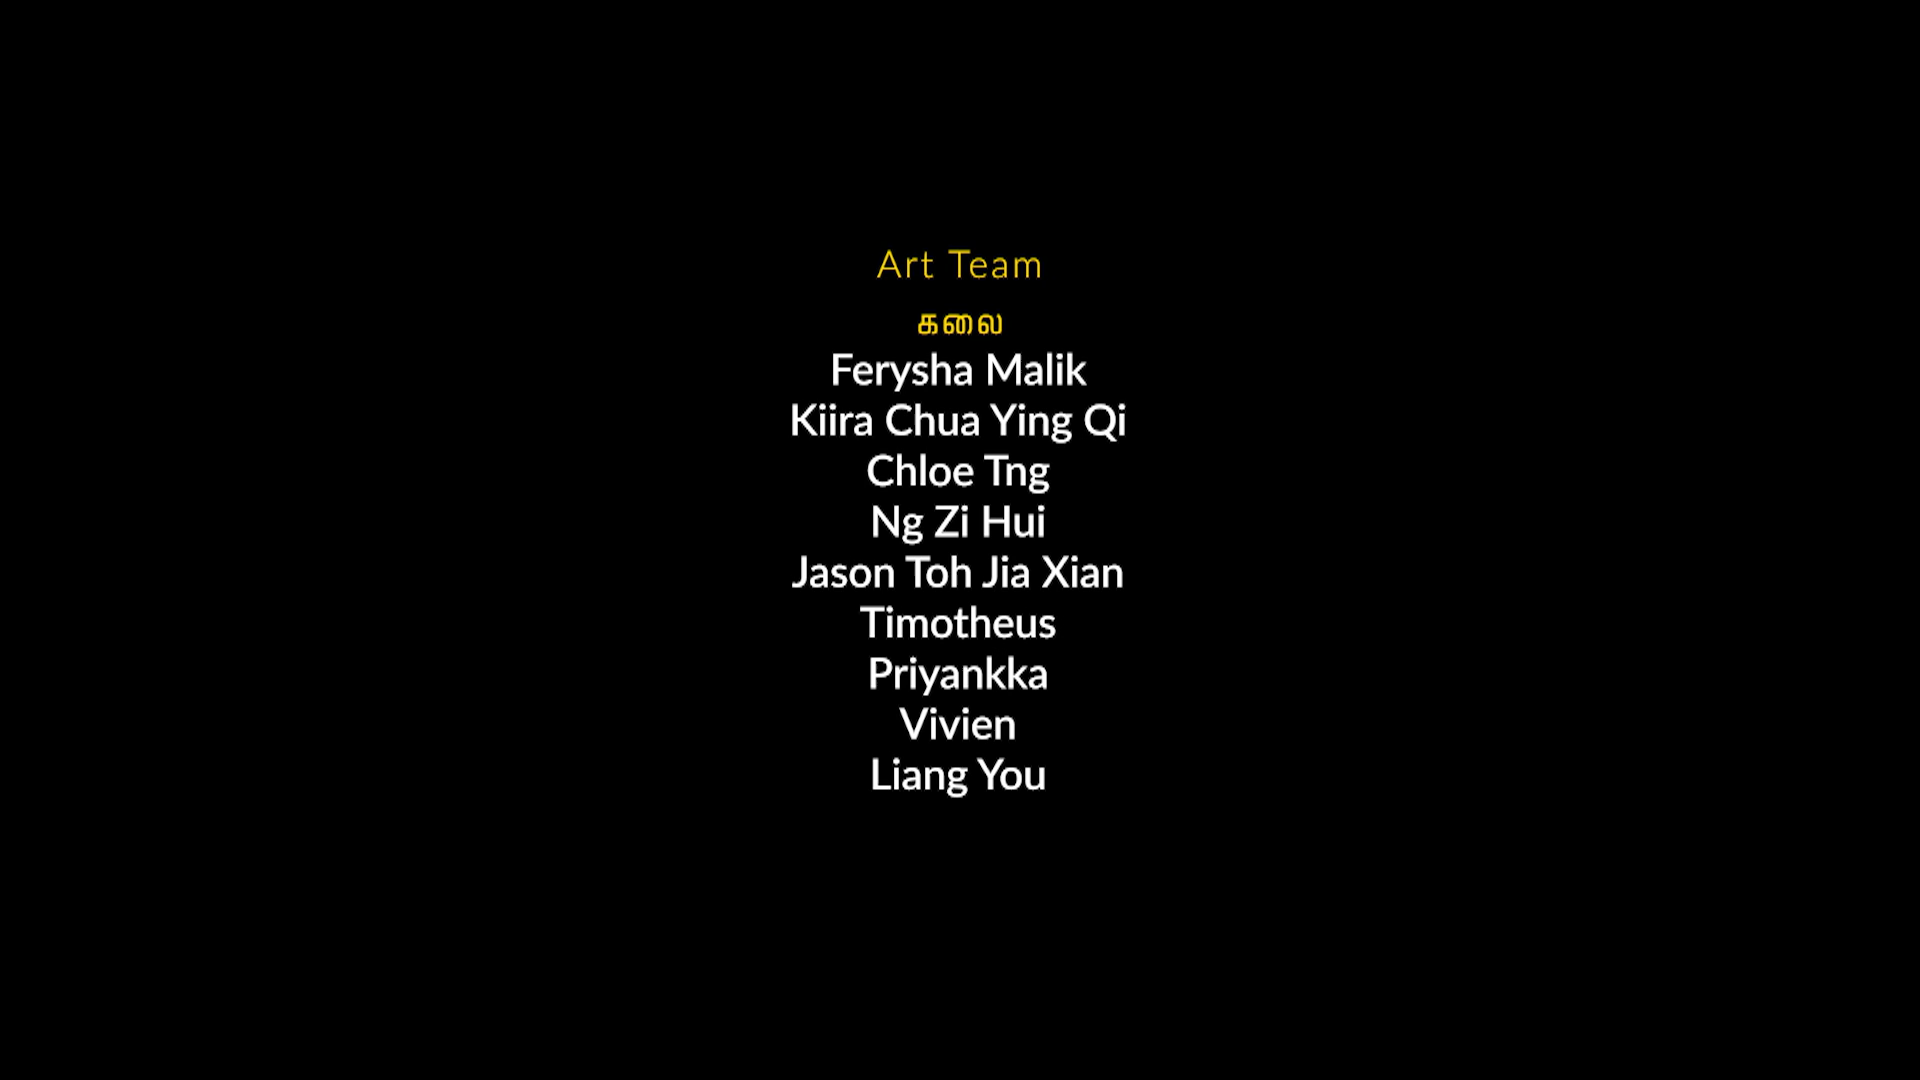 Art Team
கலை
Ferysha Malik
Kiira Chua Ying Qi
Chloe Tng
Ng Zi Hui
Jason Toh Jia Xian
Timotheus
Priyankka
Vivien
Liang You